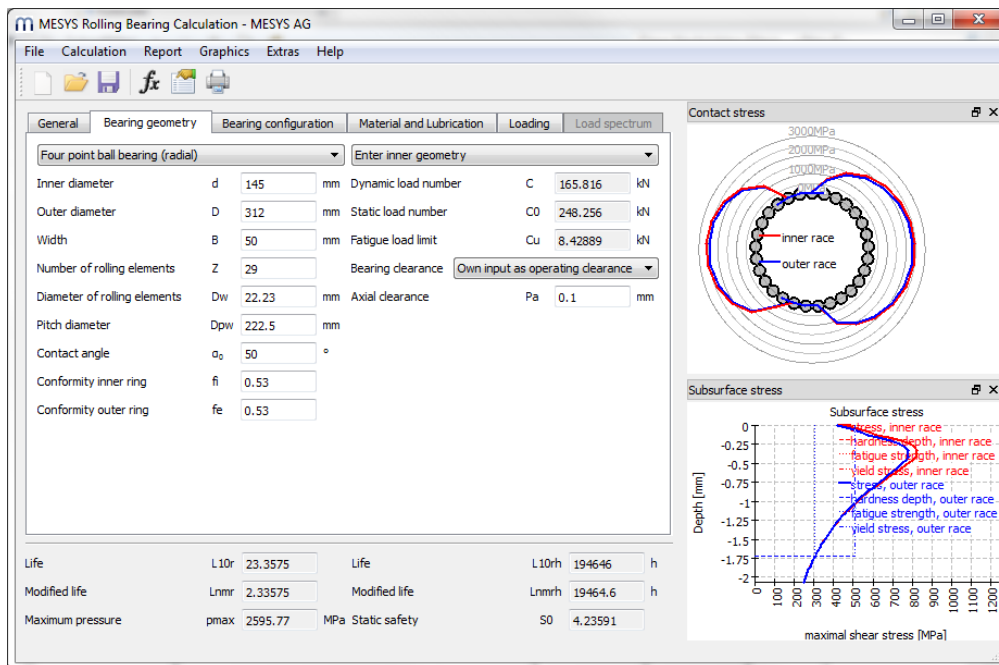 MESYS Rolling Bearing Calculation - MESYS AG
File Calculation Report Graphics Extras Help
fx
General Bearing geometry Bearing configuration Material and Lubrication Loading Load spectrum
Four point ball bearing (radial) Enter inner geometry
Inner diameter d 145 mm Dynamic load number C 165.816 kN
Outer diameter D 312 mm Static load number C0 248.256 kN
Width B 50 mm Fatigue load limit Cu 8.42889 kN
Number of rolling elements Z 29 Bearing clearance Own input as operating clearance
Diameter of rolling elements Dw 22.23 mm Axial clearance Pa 0.1 mm
Pitch diameter Dpw 222.5 mm
Contact angle α₀ 50 °
Conformity inner ring fi 0.53
Conformity outer ring fe 0.53
Life L10r 23.3575 Life L10rh 194646 h
Modified life Lnmr 2.33575 Modified life Lnmrh 19464.6 h
Maximum pressure pmax 2595.77 MPa Static safety S0 4.23591
Contact stress
3000MPa
2000MPa
1000MPa
0MPa
inner race
outer race
Subsurface stress
Subsurface stress
stress, inner race
hardness depth, inner race
fatigue strength, inner race
yield stress, inner race
stress, outer race
hardness depth, outer race
fatigue strength, outer race
yield stress, outer race
Depth [mm]
0
-0.25
-0.5
-0.75
-1
-1.25
-1.5
-1.75
-2
0 100 200 300 400 500 600 700 800 900 1000 1100 1200
maximal shear stress [MPa]